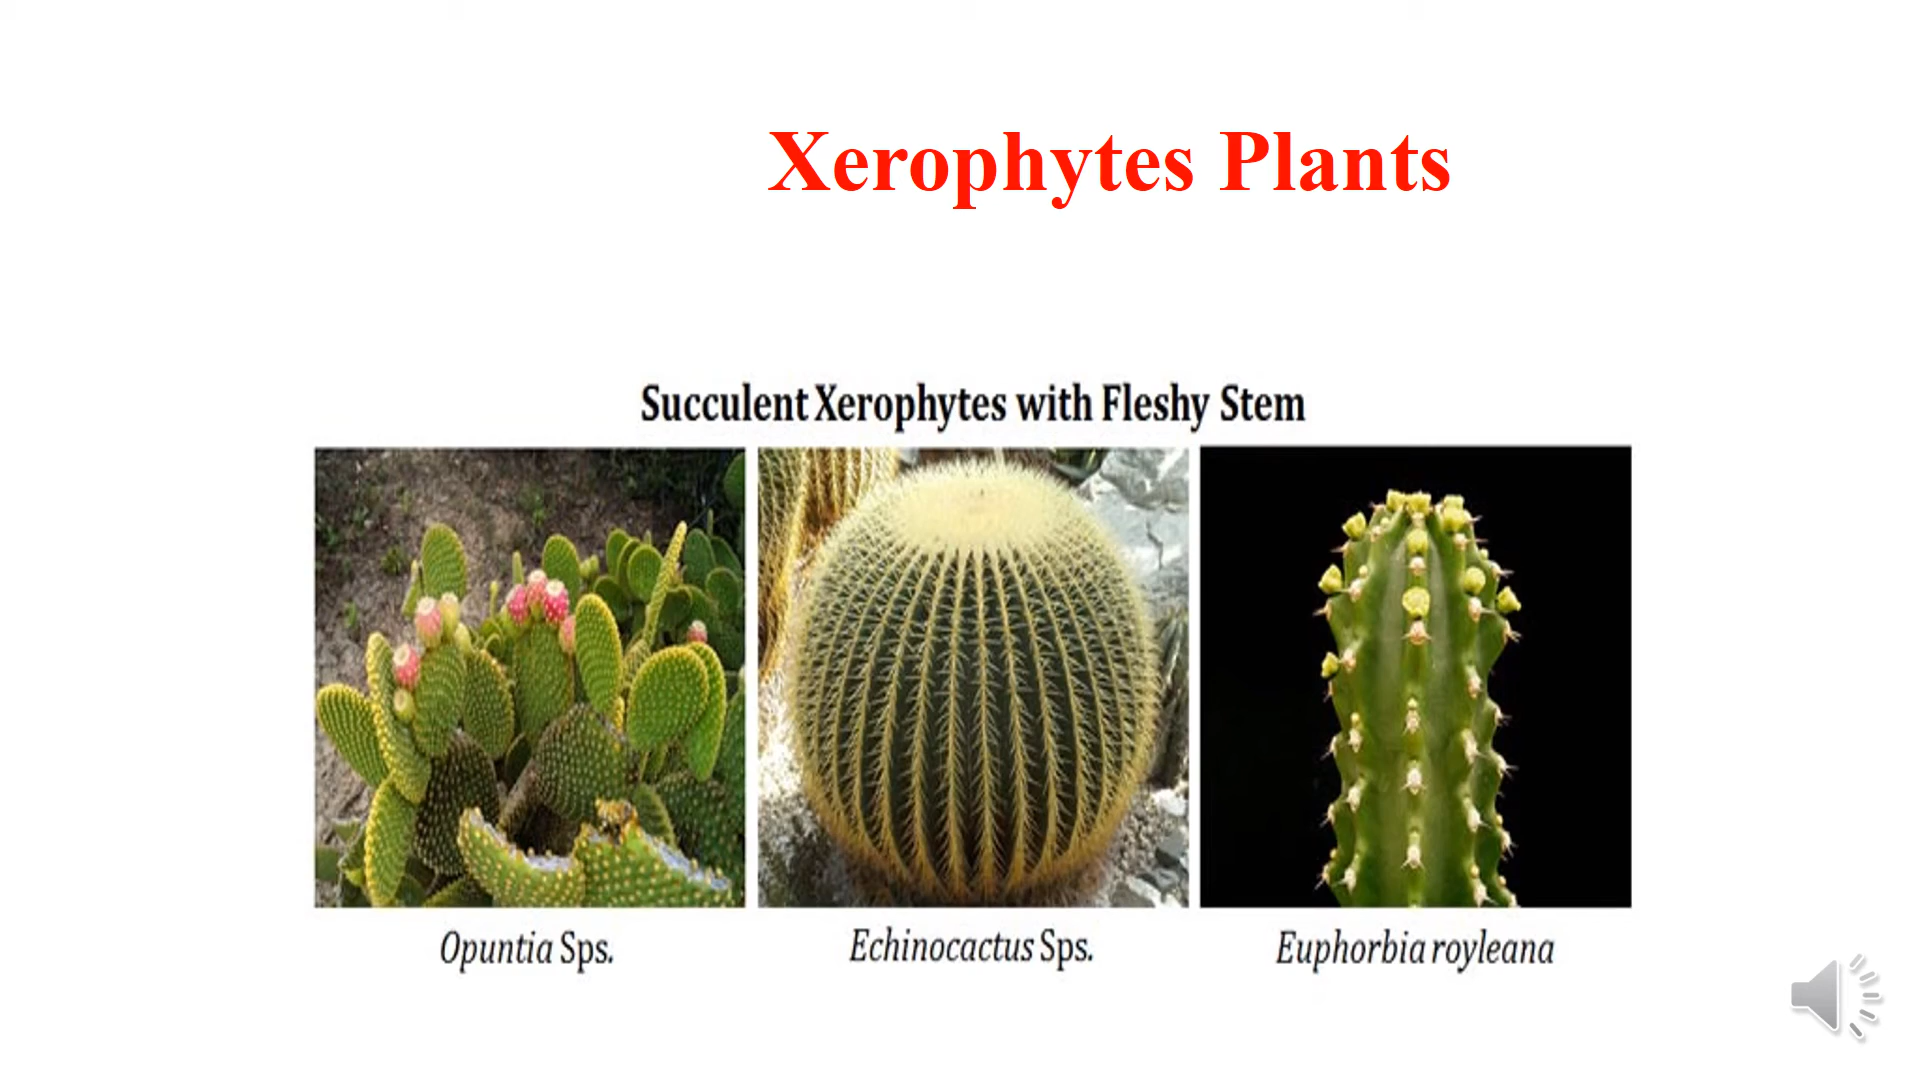 Xerophytes Plants
Succulent Xerophytes with Fleshy Stem
Opuntia Sps.
Echinocactus Sps.
Euphorbia royleana